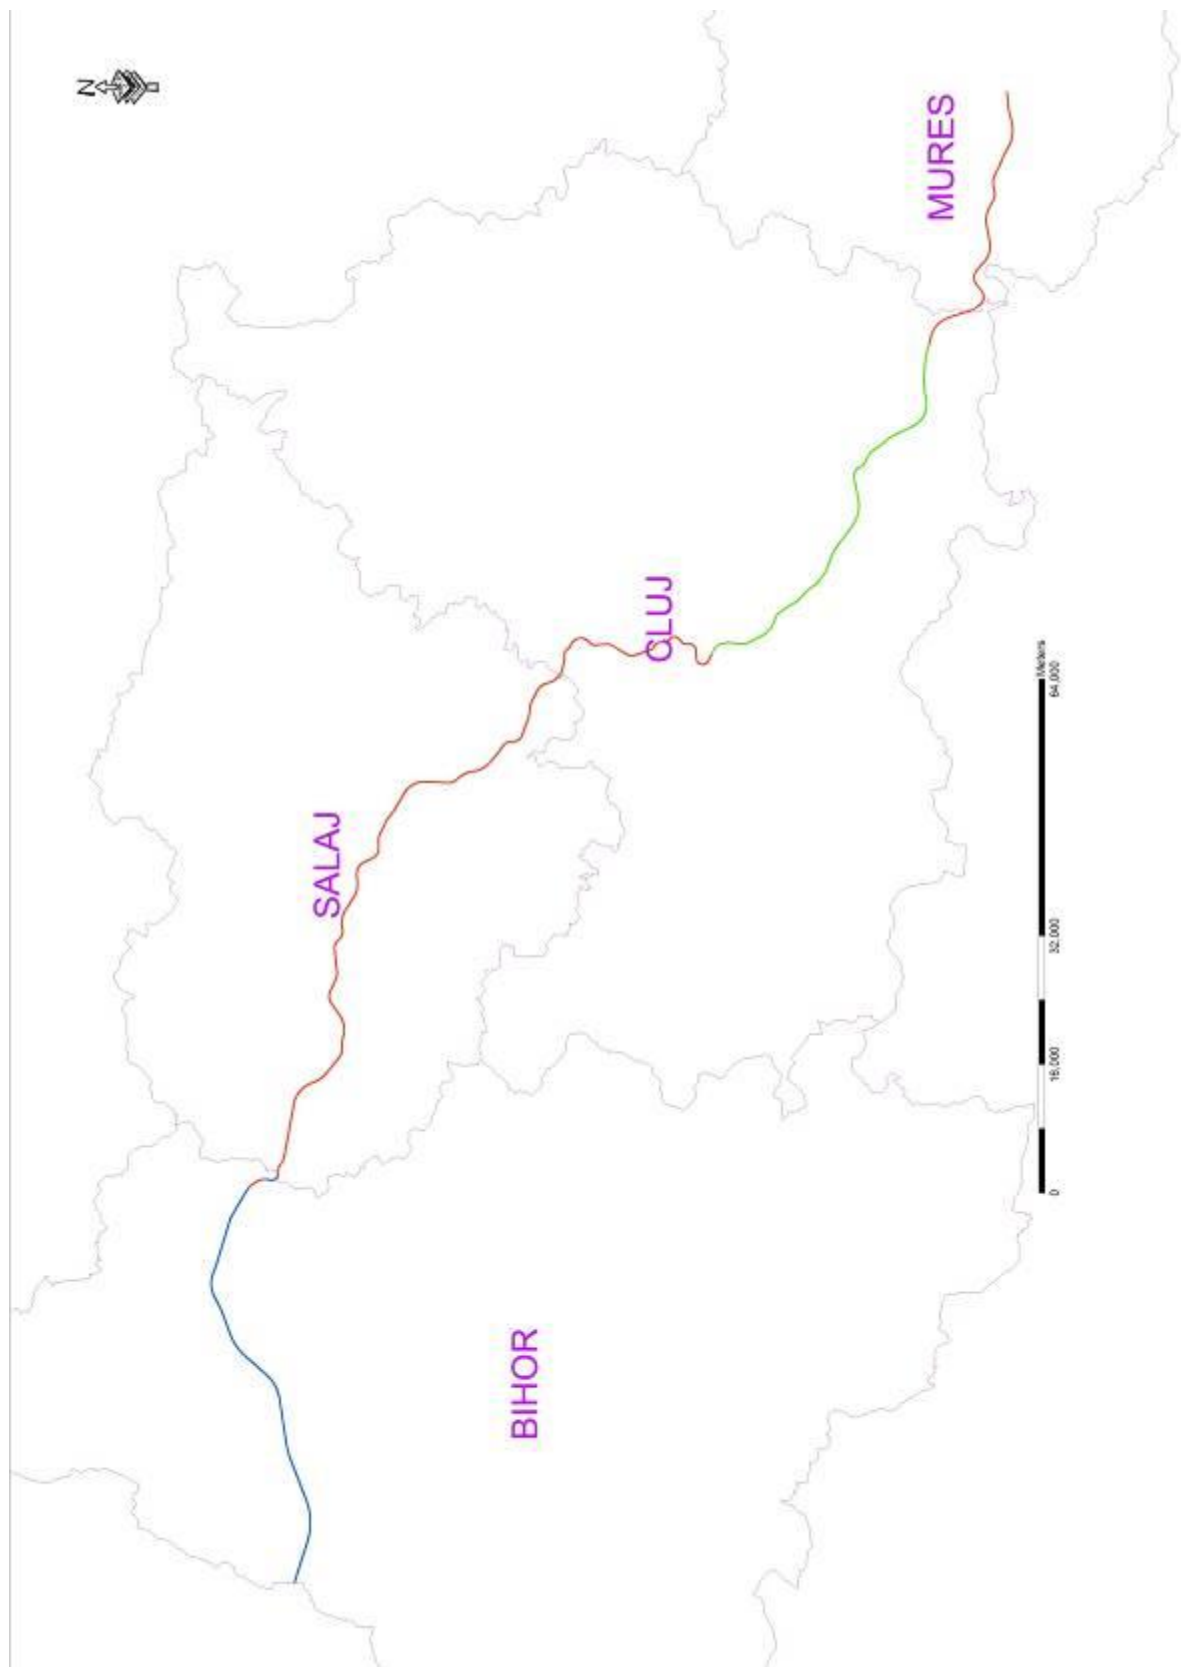 N
SALAJ
CLUJ
MURES
BIHOR
0
16,000
32,000
64,000
Meters